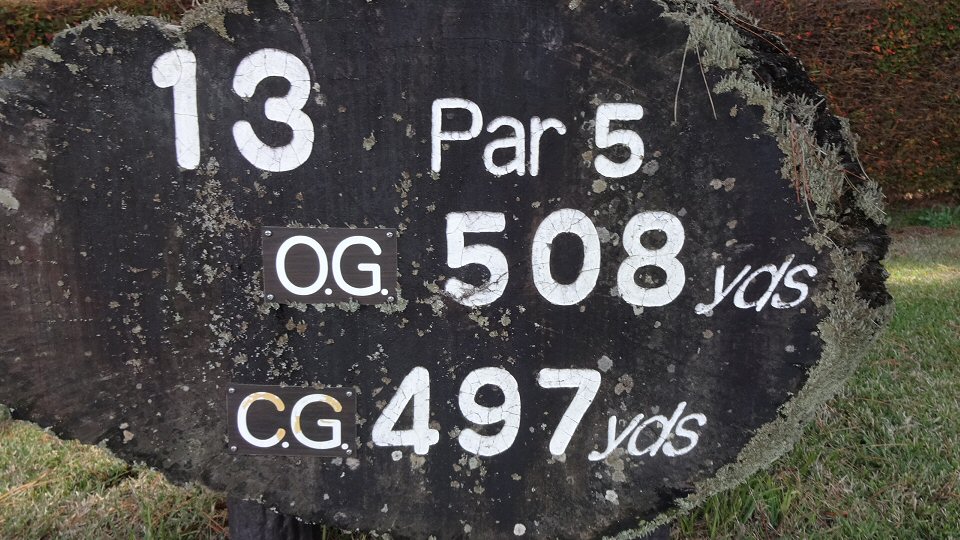 13 Par 5
O.G. 508 yds
C.G. 497 yds